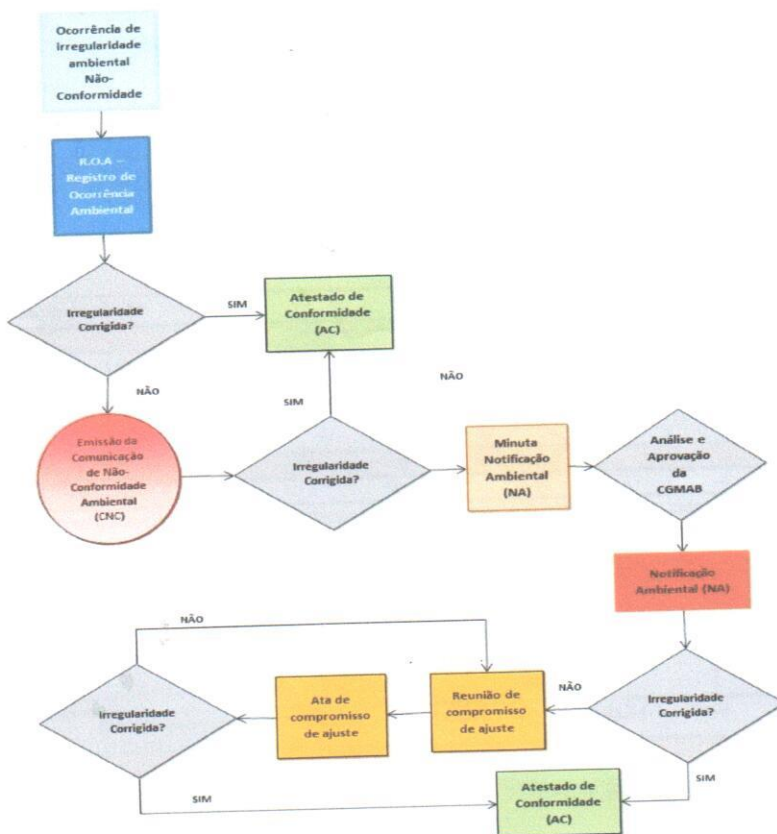 Ocorrência de
irregularidade
ambiental
Não-
Conformidade
R.O.A –
Registro de
Ocorrência
Ambiental
Irregularidade
Corrigida?
SIM
Atestado de
Conformidade
(AC)
NÃO
SIM
NÃO
Emissão da
Comunicação
de Não-
Conformidade
Ambiental
(CNC)
Irregularidade
Corrigida?
Minuta
Notificação
Ambiental
(NA)
Análise e
Aprovação
da
CGMAB
Notificação
Ambiental (NA)
NÃO
Irregularidade
Corrigida?
Ata de
compromisso
de ajuste
Reunião de
compromisso
de ajuste
NÃO
Irregularidade
Corrigida?
SIM
Atestado de
Conformidade
(AC)
SIM